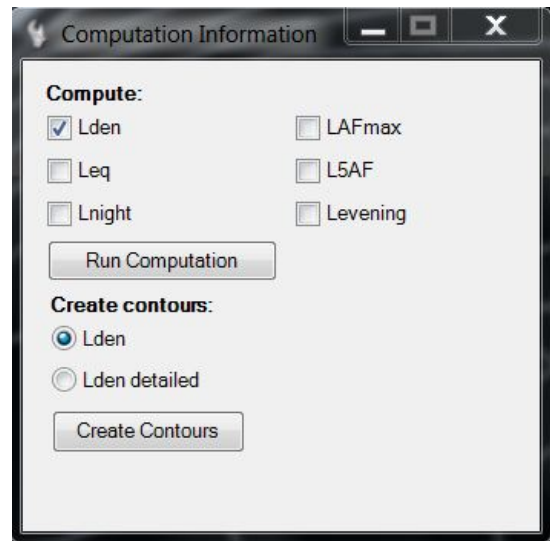 Computation Information
Compute:
Lden LAFmax
Leq L5AF
Lnight Levening
Run Computation
Create contours:
Lden
Lden detailed
Create Contours